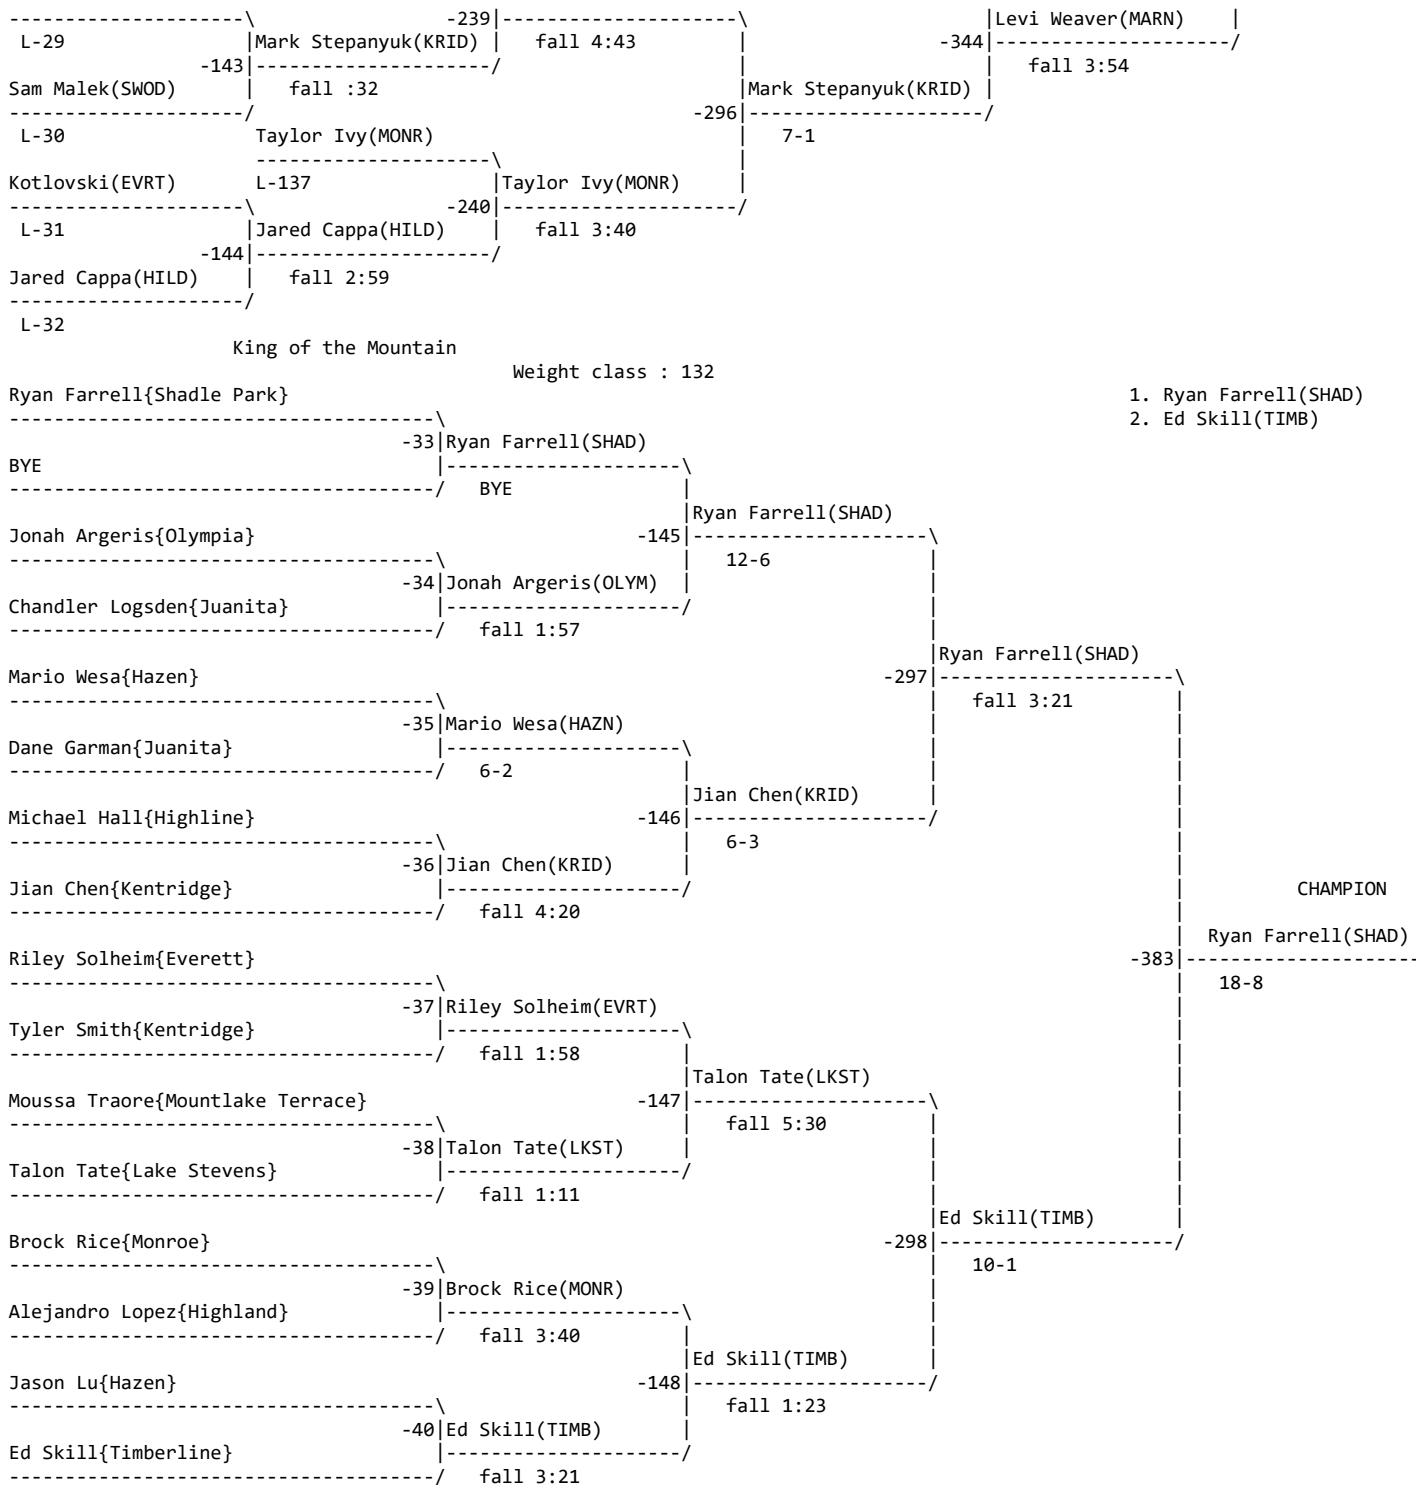 ---------------------\                 -239|---------------------\                     |Levi Weaver(MARN)    |
 L-29                 |Mark Stepanyuk(KRID) |   fall 4:43         |                 -344|---------------------/
                 -143|---------------------/                     |                     |   fall 3:54
Sam Malek(SWOD)      |   fall :32                                |Mark Stepanyuk(KRID) |
---------------------/                                       -296|---------------------/
 L-30                 Taylor Ivy(MONR)                            |   7-1
                      ---------------------\                     |
Kotlovski(EVRT)       L-137                |Taylor Ivy(MONR)     |
---------------------\                 -240|---------------------/
 L-31                |Jared Cappa(HILD)    |   fall 3:40
                 -144|---------------------/
Jared Cappa(HILD)    |   fall 2:59
---------------------/
 L-32
                    King of the Mountain
                                             Weight class : 132
Ryan Farrell{Shadle Park}                                                                            1. Ryan Farrell(SHAD)
--------------------------------------\                                                              2. Ed Skill(TIMB)
                                   -33|Ryan Farrell(SHAD)
BYE                                   |---------------------\
--------------------------------------/   BYE               |
                                                            |Ryan Farrell(SHAD)
Jonah Argeris{Olympia}                                  -145|---------------------\
--------------------------------------\                     |   12-6              |
                                   -34|Jonah Argeris(OLYM)  |                     |
Chandler Logsden{Juanita}             |---------------------/                     |
--------------------------------------/   fall 1:57                               |
                                                                                  |Ryan Farrell(SHAD)
Mario Wesa{Hazen}                                                             -297|---------------------\
--------------------------------------\                                           |   fall 3:21         |
                                   -35|Mario Wesa(HAZN)                           |                     |
Dane Garman{Juanita}                  |---------------------\                     |                     |
--------------------------------------/   6-2               |                     |                     |
                                                            |Jian Chen(KRID)      |                     |
Michael Hall{Highline}                                  -146|---------------------/                     |
--------------------------------------\                     |   6-3                                     |
                                   -36|Jian Chen(KRID)      |                                           |
Jian Chen{Kentridge}                  |---------------------/                                           |          CHAMPION
--------------------------------------/   fall 4:20                                                     |
                                                                                                        |  Ryan Farrell(SHAD)
Riley Solheim{Everett}                                                                              -383|---------------------
--------------------------------------\                                                                 |   18-8
                                   -37|Riley Solheim(EVRT)                                              |
Tyler Smith{Kentridge}                |---------------------\                                           |
--------------------------------------/   fall 1:58         |                                           |
                                                            |Talon Tate(LKST)                           |
Moussa Traore{Mountlake Terrace}                        -147|---------------------\                     |
--------------------------------------\                     |   fall 5:30         |                     |
                                   -38|Talon Tate(LKST)     |                     |                     |
Talon Tate{Lake Stevens}              |---------------------/                     |                     |
--------------------------------------/   fall 1:11                               |                     |
                                                                                  |Ed Skill(TIMB)       |
Brock Rice{Monroe}                                                            -298|---------------------/
--------------------------------------\                                           |   10-1
                                   -39|Brock Rice(MONR)                           |
Alejandro Lopez{Highland}             |---------------------\                     |
--------------------------------------/   fall 3:40         |                     |
                                                            |Ed Skill(TIMB)       |
Jason Lu{Hazen}                                         -148|---------------------/
--------------------------------------\                     |   fall 1:23
                                   -40|Ed Skill(TIMB)       |
Ed Skill{Timberline}                  |---------------------/
--------------------------------------/   fall 3:21